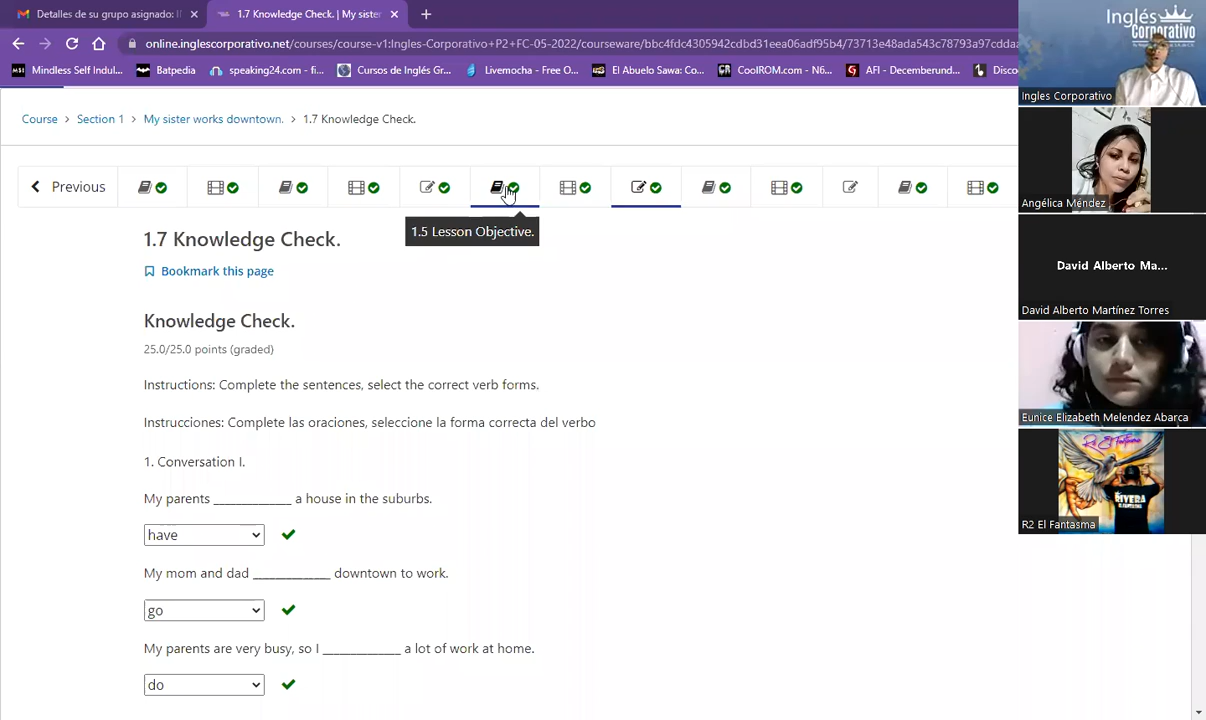 Detalles de su grupo asignado: I
1.7 Knowledge Check. | My sister
online.inglescorporativo.net/courses/course-v1:Ingles-Corporativo+P2+FC-05-2022/courseware/bbc4fdc4305942cdbd31eea06adf95b4/73713e48ada543c78793a97cddaa
Mindless Self Indul...
Batpedia
speaking24.com - fi...
Cursos de Inglés Gr...
Livemocha - Free O...
El Abuelo Sawa: Co...
CoolROM.com - N6...
AFI - Decemberund...
Disco
Course > Section 1 > My sister works downtown. > 1.7 Knowledge Check.
Previous
1.5 Lesson Objective.
1.7 Knowledge Check.
Bookmark this page
Knowledge Check.
25.0/25.0 points (graded)
Instructions: Complete the sentences, select the correct verb forms.
Instrucciones: Complete las oraciones, seleccione la forma correcta del verbo
1. Conversation I.
My parents _____________ a house in the suburbs.
have
My mom and dad _____________ downtown to work.
go
My parents are very busy, so I _____________ a lot of work at home.
do
Inglés
Corporativo
Ingles Corporativo
Angélica Méndez
David Alberto Ma...
David Alberto Martínez Torres
Eunice Elizabeth Melendez Abarca
RIVERA
R2 El Fantasma